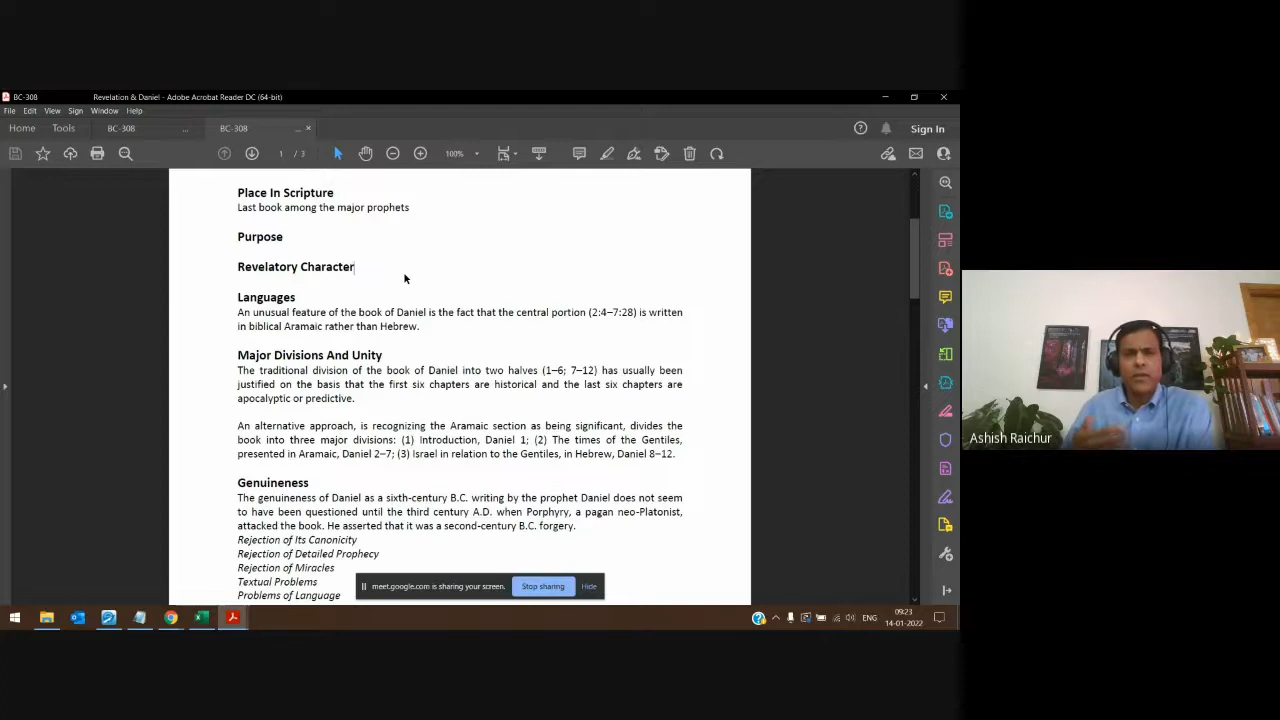 BC-308 Revelation & Daniel - Adobe Acrobat Reader DC (64-bit)
File Edit View Sign Window Help
Home Tools BC-308 ... BC-308 ... × Sign In
1 / 3 100%
Place In Scripture
Last book among the major prophets
Purpose
Revelatory Character
Languages
An unusual feature of the book of Daniel is the fact that the central portion (2:4–7:28) is written
in biblical Aramaic rather than Hebrew.
Major Divisions And Unity
The traditional division of the book of Daniel into two halves (1–6; 7–12) has usually been
justified on the basis that the first six chapters are historical and the last six chapters are
apocalyptic or predictive.
An alternative approach, is recognizing the Aramaic section as being significant, divides the
book into three major divisions: (1) Introduction, Daniel 1; (2) The times of the Gentiles,
presented in Aramaic, Daniel 2–7; (3) Israel in relation to the Gentiles, in Hebrew, Daniel 8–12.
Genuineness
The genuineness of Daniel as a sixth-century B.C. writing by the prophet Daniel does not seem
to have been questioned until the third century A.D. when Porphyry, a pagan neo-Platonist,
attacked the book. He asserted that it was a second-century B.C. forgery.
Rejection of Its Canonicity
Rejection of Detailed Prophecy
Rejection of Miracles
Textual Problems
Problems of Language
meet.google.com is sharing your screen. Stop sharing Hide
Ashish Raichur
ENG
09:23
14-01-2022